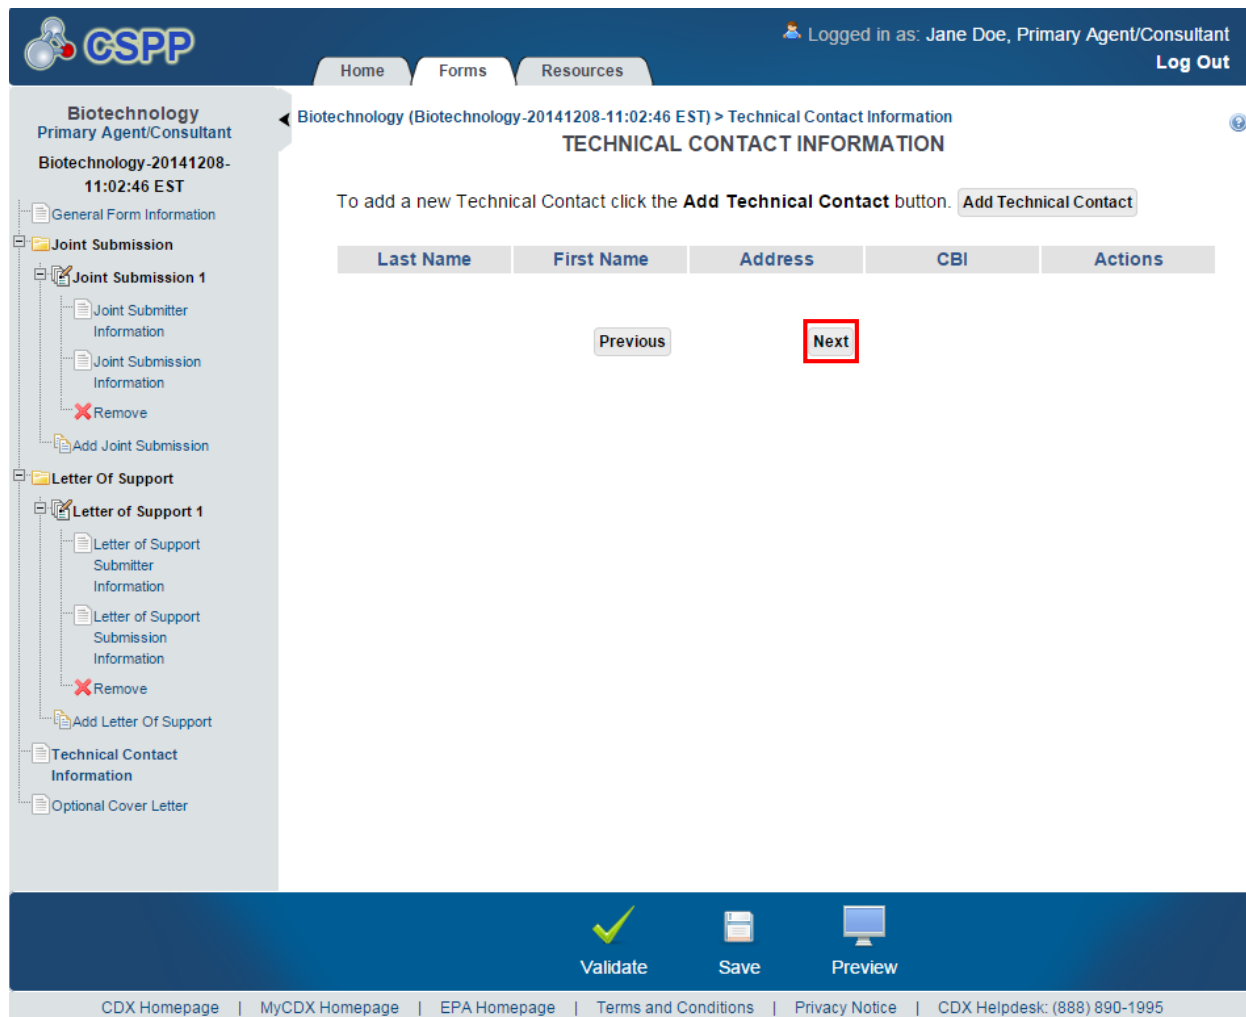 CSPP
Logged in as: Jane Doe, Primary Agent/Consultant
Log Out
Home Forms Resources
Biotechnology
Primary Agent/Consultant
Biotechnology-20141208-
11:02:46 EST
General Form Information
Joint Submission
Joint Submission 1
Joint Submitter
Information
Joint Submission
Information
Remove
Add Joint Submission
Letter Of Support
Letter of Support 1
Letter of Support
Submitter
Information
Letter of Support
Submission
Information
Remove
Add Letter Of Support
Technical Contact
Information
Optional Cover Letter
Biotechnology (Biotechnology-20141208-11:02:46 EST) > Technical Contact Information
TECHNICAL CONTACT INFORMATION
To add a new Technical Contact click the Add Technical Contact button. Add Technical Contact
Last Name First Name Address CBI Actions
Previous Next
Validate Save Preview
CDX Homepage | MyCDX Homepage | EPA Homepage | Terms and Conditions | Privacy Notice | CDX Helpdesk: (888) 890-1995